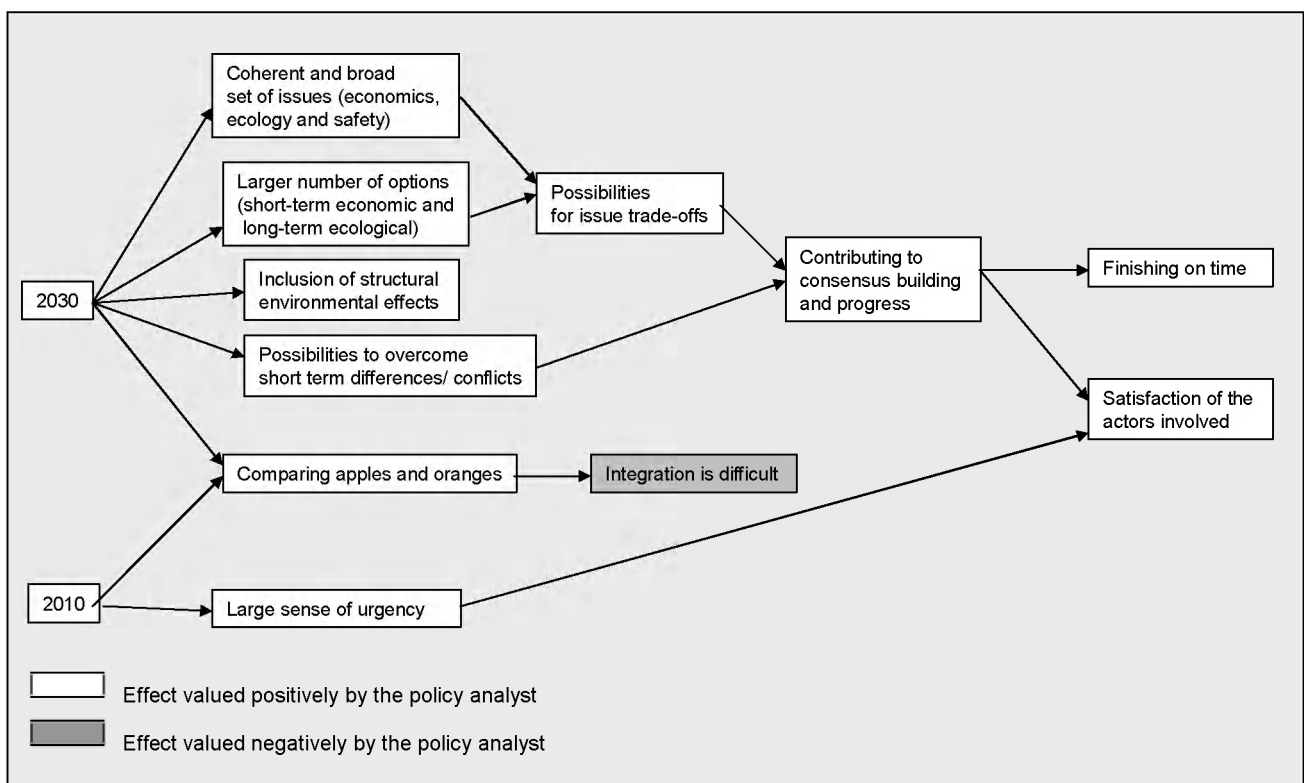 Coherent and broad
set of issues (economics,
ecology and safety)
Larger number of options
(short-term economic and
long-term ecological)
Possibilities
for issue trade-offs
Contributing to
consensus building
and progress
Finishing on time
2030
Inclusion of structural
environmental effects
Possibilities to overcome
short term differences/ conflicts
Satisfaction of the
actors involved
Comparing apples and oranges
Integration is difficult
2010
Large sense of urgency
Effect valued positively by the policy analyst
Effect valued negatively by the policy analyst